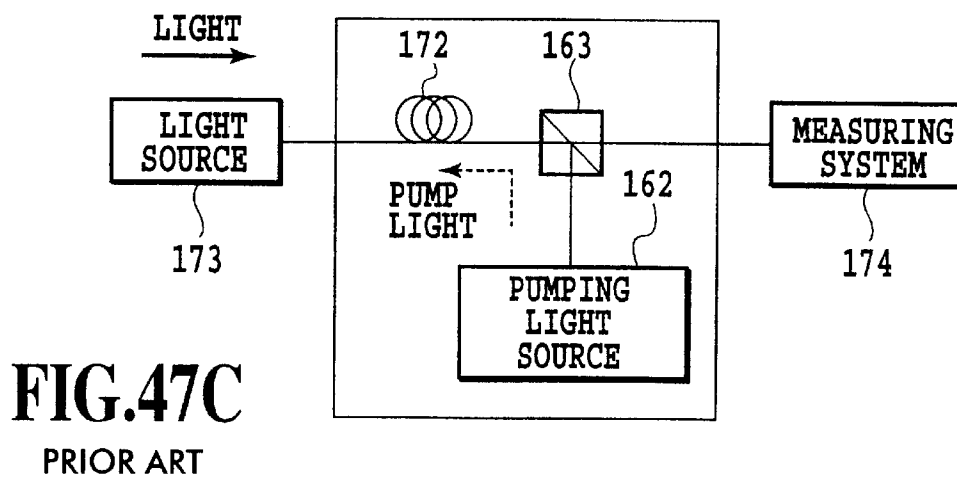 LIGHT
172
163
LIGHT
SOURCE
MEASURING
SYSTEM
PUMP
LIGHT
162
173
174
PUMPING
LIGHT
SOURCE
FIG.47C
PRIOR ART